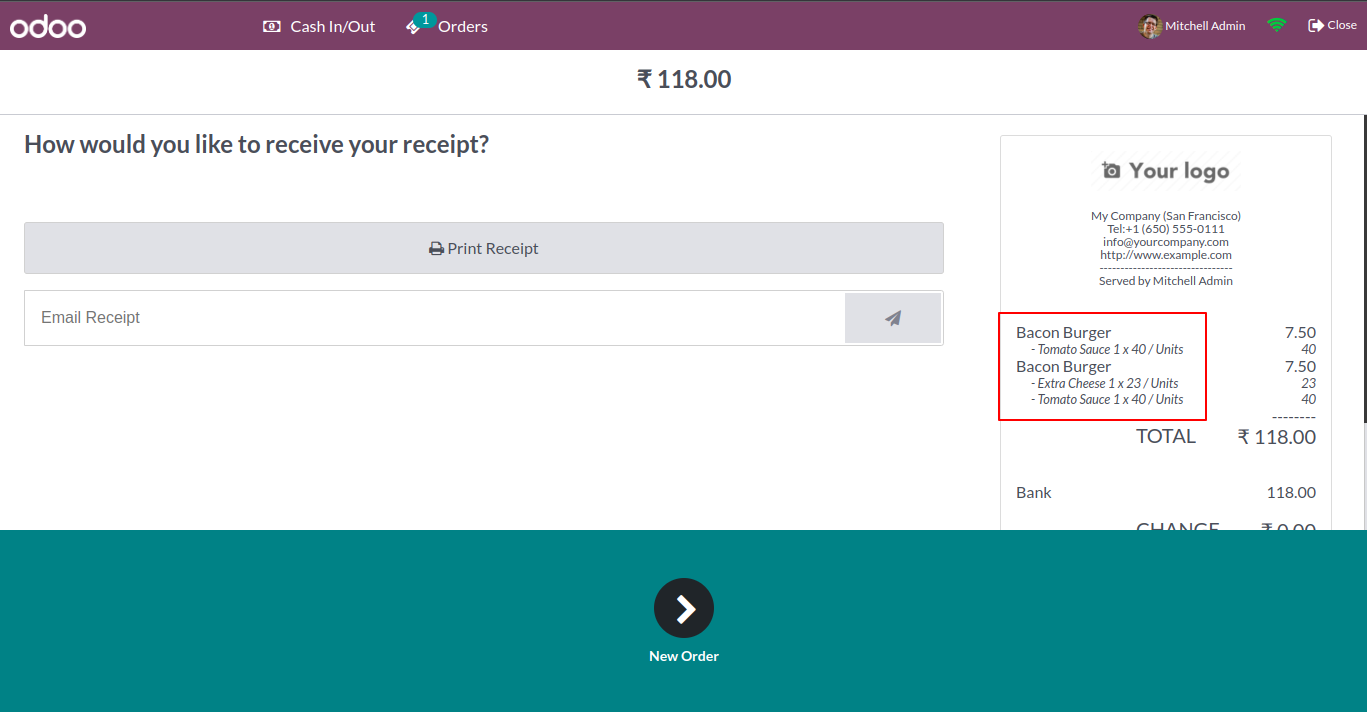 odoo Cash In/Out 1 Orders Mitchell Admin Close
₹ 118.00
How would you like to receive your receipt?
Print Receipt
Email Receipt
Your logo
My Company (San Francisco)
Tel:+1 (650) 555-0111
info@yourcompany.com
http://www.example.com
--------------------------------
Served by Mitchell Admin
Bacon Burger 7.50
- Tomato Sauce 1 x 40 / Units 40
Bacon Burger 7.50
- Extra Cheese 1 x 23 / Units 23
- Tomato Sauce 1 x 40 / Units 40
--------
TOTAL ₹ 118.00
Bank 118.00
CHANGE ₹ 0.00
New Order